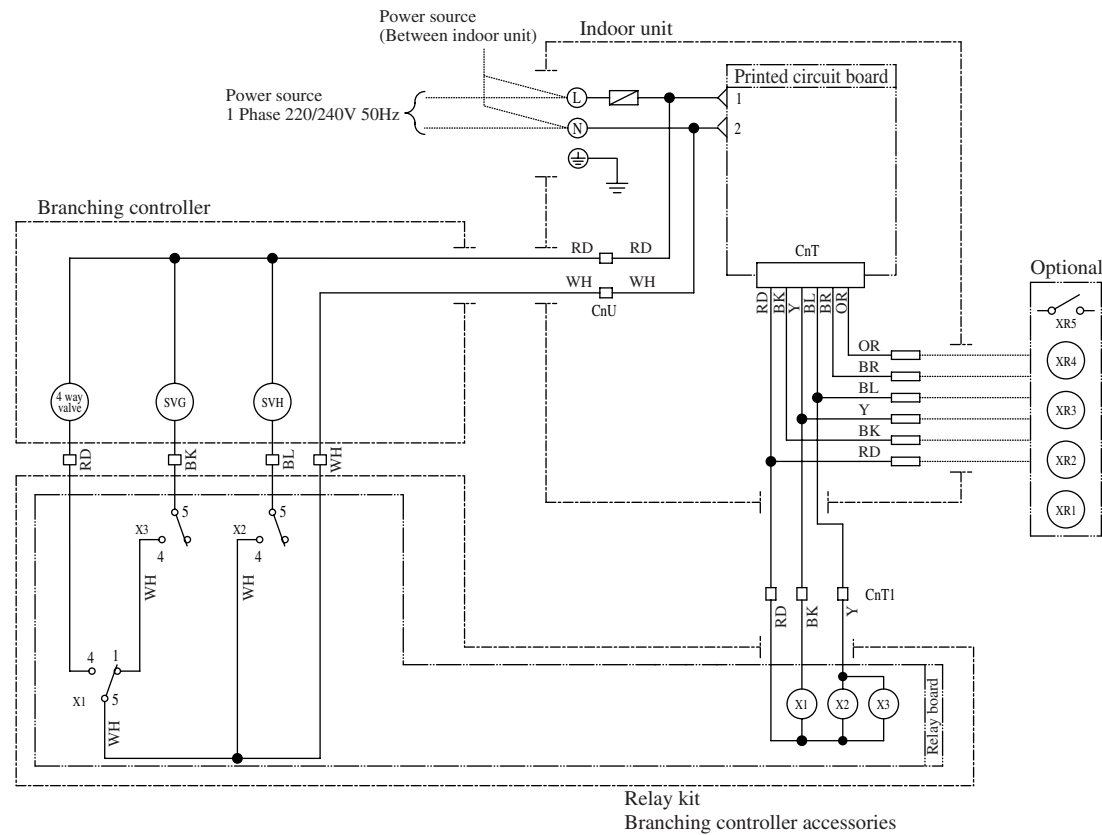 Power source
(Between indoor unit)
Indoor unit
Printed circuit board
Power source
1 Phase 220/240V 50Hz
L
1
N
2
Branching controller
RD
RD
WH
WH
CnU
CnT
RD
BK
Y
BL
BR
OR
Optional
XR5
OR
XR4
BR
BL
XR3
Y
BK
XR2
RD
XR1
4 way
valve
SVG
SVH
RD
BK
BL
WH
5
5
X3
4
X2
4
WH
WH
CnT1
RD
BK
Y
4
1
X1
5
WH
X1
X2
X3
Relay board
Relay kit
Branching controller accessories